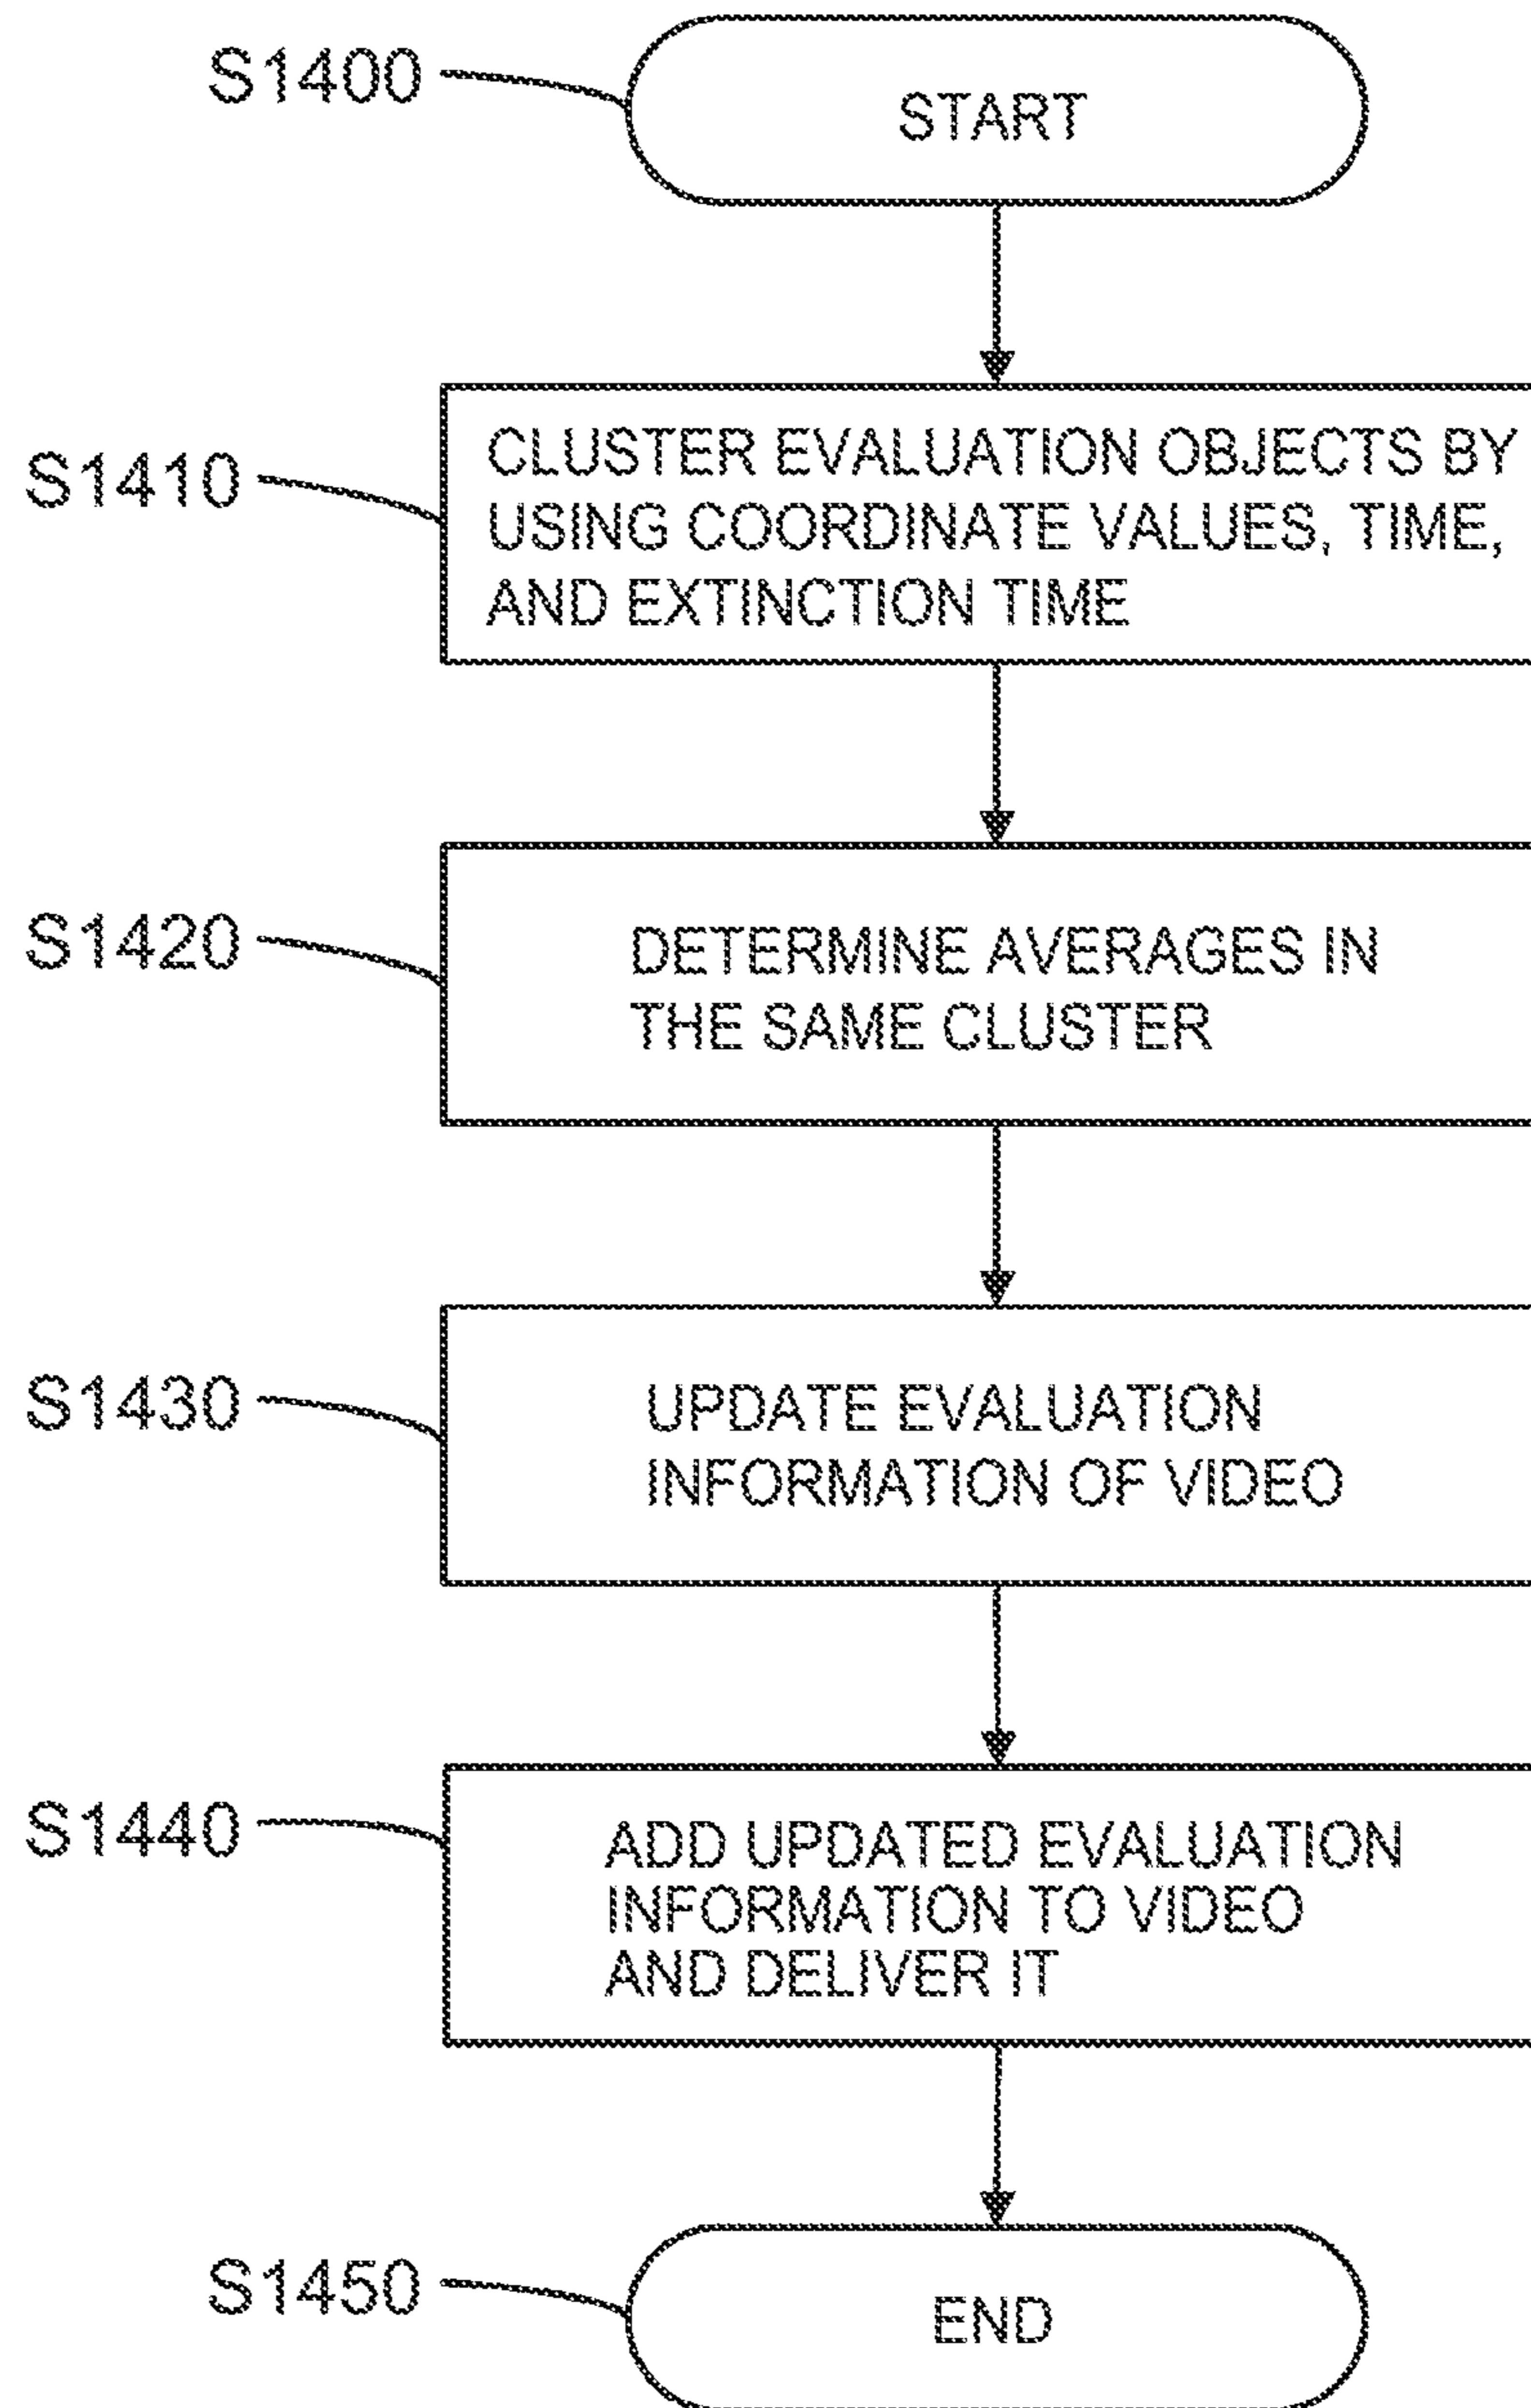 S1400
START
S1410
CLUSTER EVALUATION OBJECTS BY
USING COORDINATE VALUES, TIME,
AND EXTINCTION TIME
S1420
DETERMINE AVERAGES IN
THE SAME CLUSTER
S1430
UPDATE EVALUATION
INFORMATION OF VIDEO
S1440
ADD UPDATED EVALUATION
INFORMATION TO VIDEO
AND DELIVER IT
S1450
END